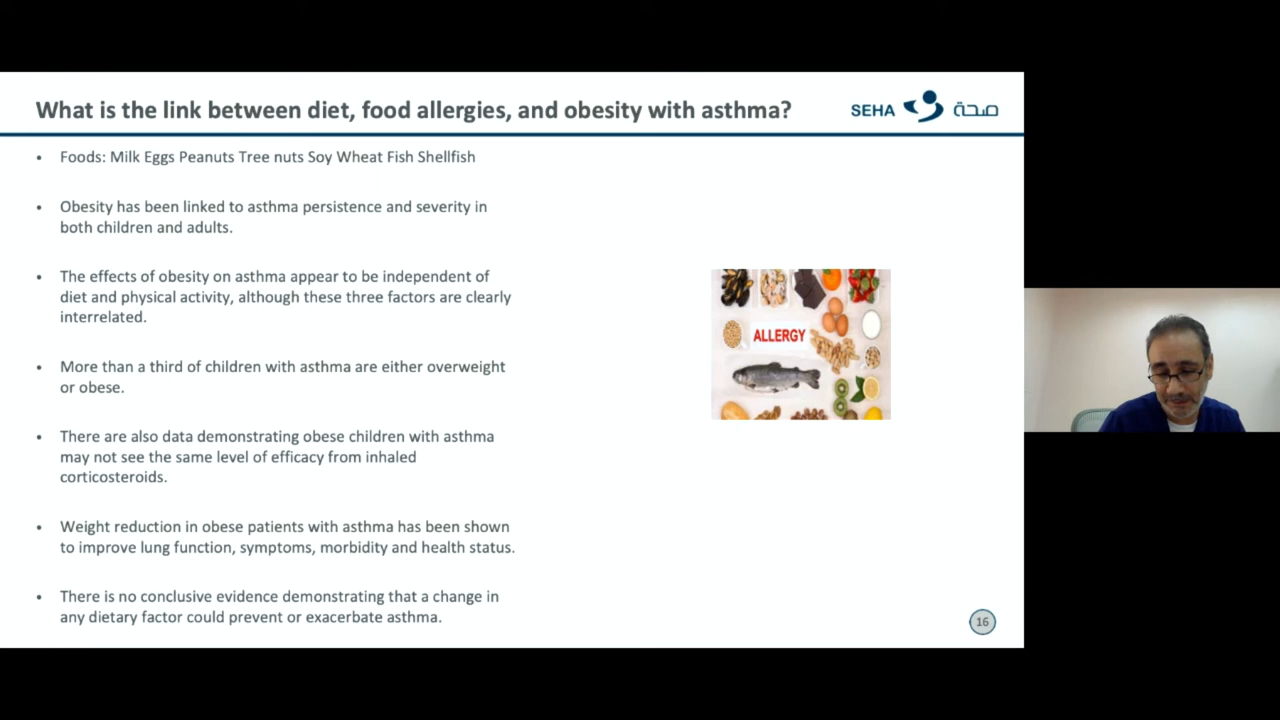 What is the link between diet, food allergies, and obesity with asthma?
SEHA صحة
• Foods: Milk Eggs Peanuts Tree nuts Soy Wheat Fish Shellfish
• Obesity has been linked to asthma persistence and severity in
both children and adults.
• The effects of obesity on asthma appear to be independent of
diet and physical activity, although these three factors are clearly
interrelated.
• More than a third of children with asthma are either overweight
or obese.
• There are also data demonstrating obese children with asthma
may not see the same level of efficacy from inhaled
corticosteroids.
• Weight reduction in obese patients with asthma has been shown
to improve lung function, symptoms, morbidity and health status.
• There is no conclusive evidence demonstrating that a change in
any dietary factor could prevent or exacerbate asthma.
ALLERGY
16